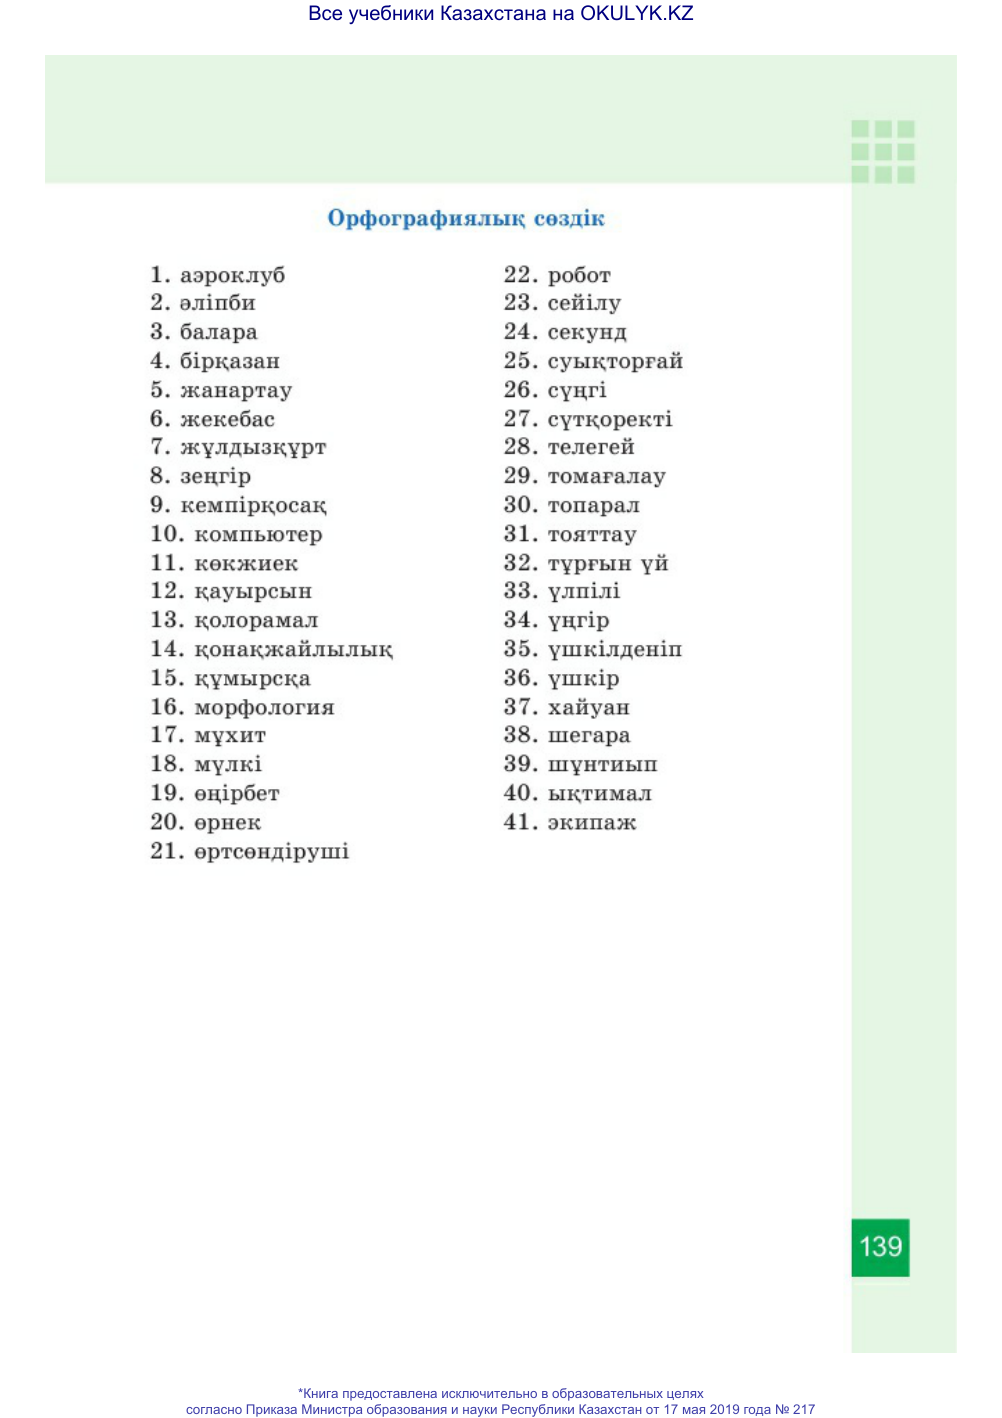 Все учебники Казахстана на OKULYK.KZ
Орфографиялық сөздік
1. аэроклуб
2. әліпби
3. балара
4. бірқазан
5. жанартау
6. жекебас
7. жұлдызқұрт
8. зеңгір
9. кемпірқосақ
10. компьютер
11. көкжиек
12. қауырсын
13. қолорамал
14. қонақжайлылық
15. құмырсқа
16. морфология
17. мұхит
18. мүлкі
19. өңірбет
20. өрнек
21. өртсөндіруші
22. робот
23. сейілу
24. секунд
25. суықторғай
26. сүңгі
27. сүтқоректі
28. телегей
29. томағалау
30. топарал
31. тояттау
32. тұрғын үй
33. үлпілі
34. үңгір
35. үшкілденіп
36. үшкір
37. хайуан
38. шегара
39. шұнтиып
40. ықтимал
41. экипаж
139
*Книга предоставлена исключительно в образовательных целях
согласно Приказа Министра образования и науки Республики Казахстан от 17 мая 2019 года № 217